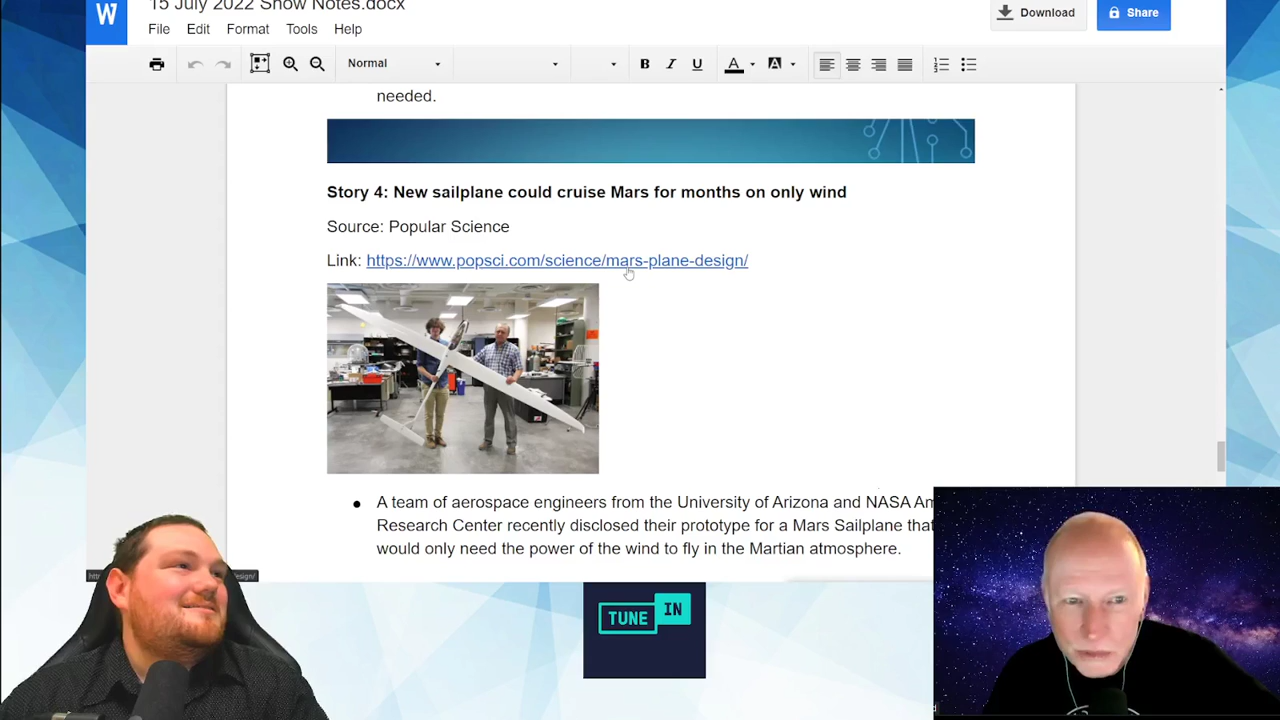 15 July 2022 Show Notes.docx
W
File Edit Format Tools Help
Download
Share
Normal
B I U A A
needed.
Story 4: New sailplane could cruise Mars for months on only wind
Source: Popular Science
Link: https://www.popsci.com/science/mars-plane-design/
A team of aerospace engineers from the University of Arizona and NASA Am
Research Center recently disclosed their prototype for a Mars Sailplane that
would only need the power of the wind to fly in the Martian atmosphere.
TUNE IN